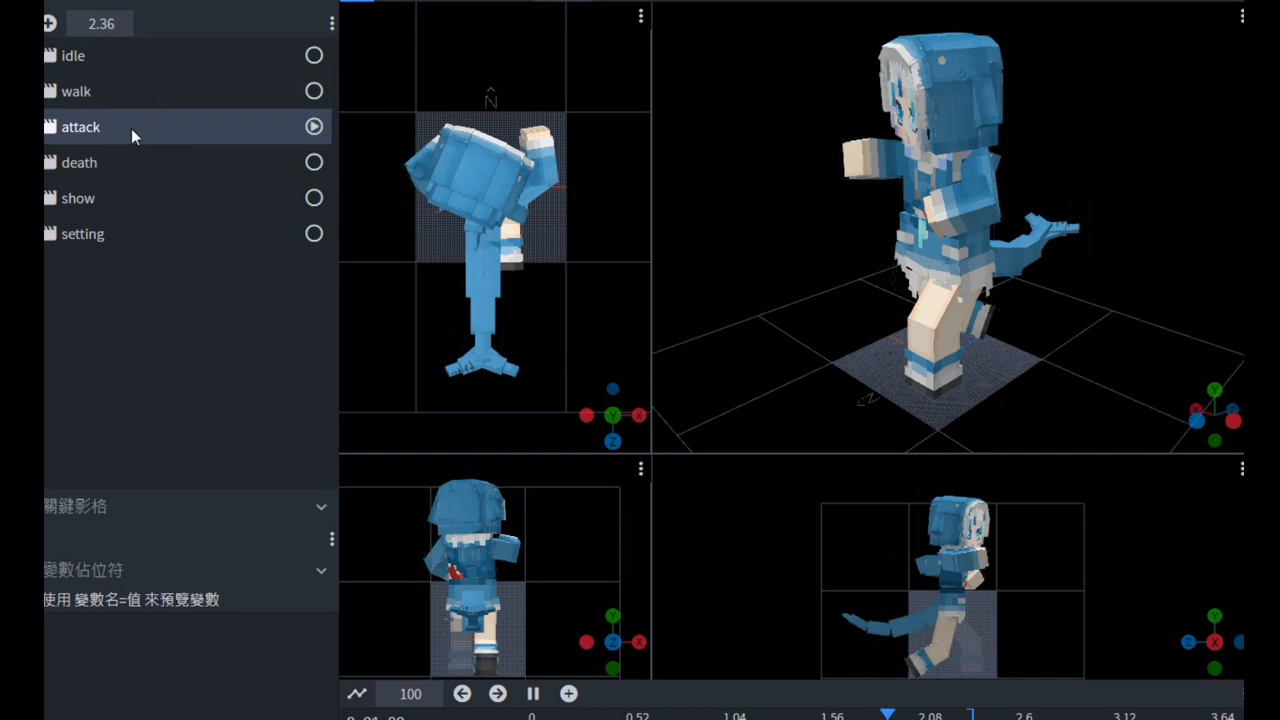 2.36
idle
walk
attack
death
show
setting
關鍵影格
變數佔位符
使用 變數名=值 來預覽變數
N
Y
X
Z
Y
X
Z
Y
Z
X
Y
Z
X
100
0 0.52 1.04 1.56 2.08 2.6 3.12 3.64